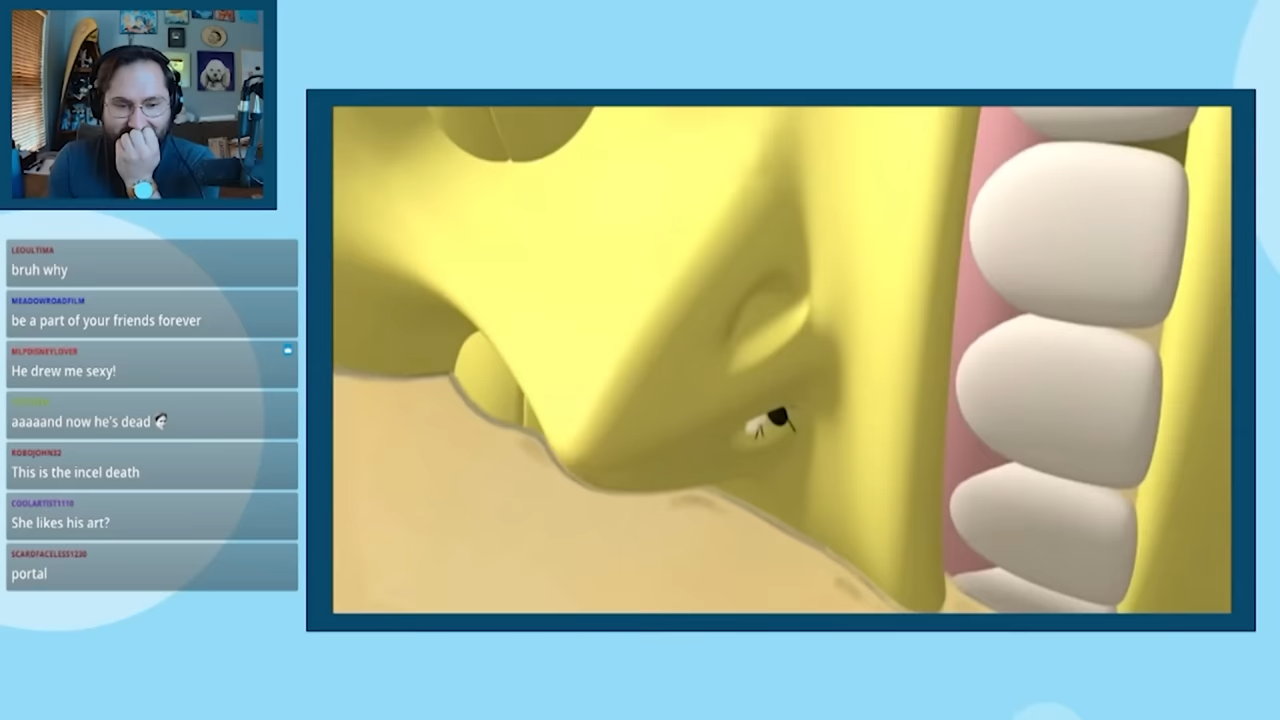 LEOULTIMA
bruh why
MEADOWROADFILM
be a part of your friends forever
MLPDISNEYLOVER
He drew me sexy!
aaaaand now he's dead
ROBOJOHN32
This is the incel death
COOLARTIST1110
She likes his art?
SCARDFACELESS1230
portal